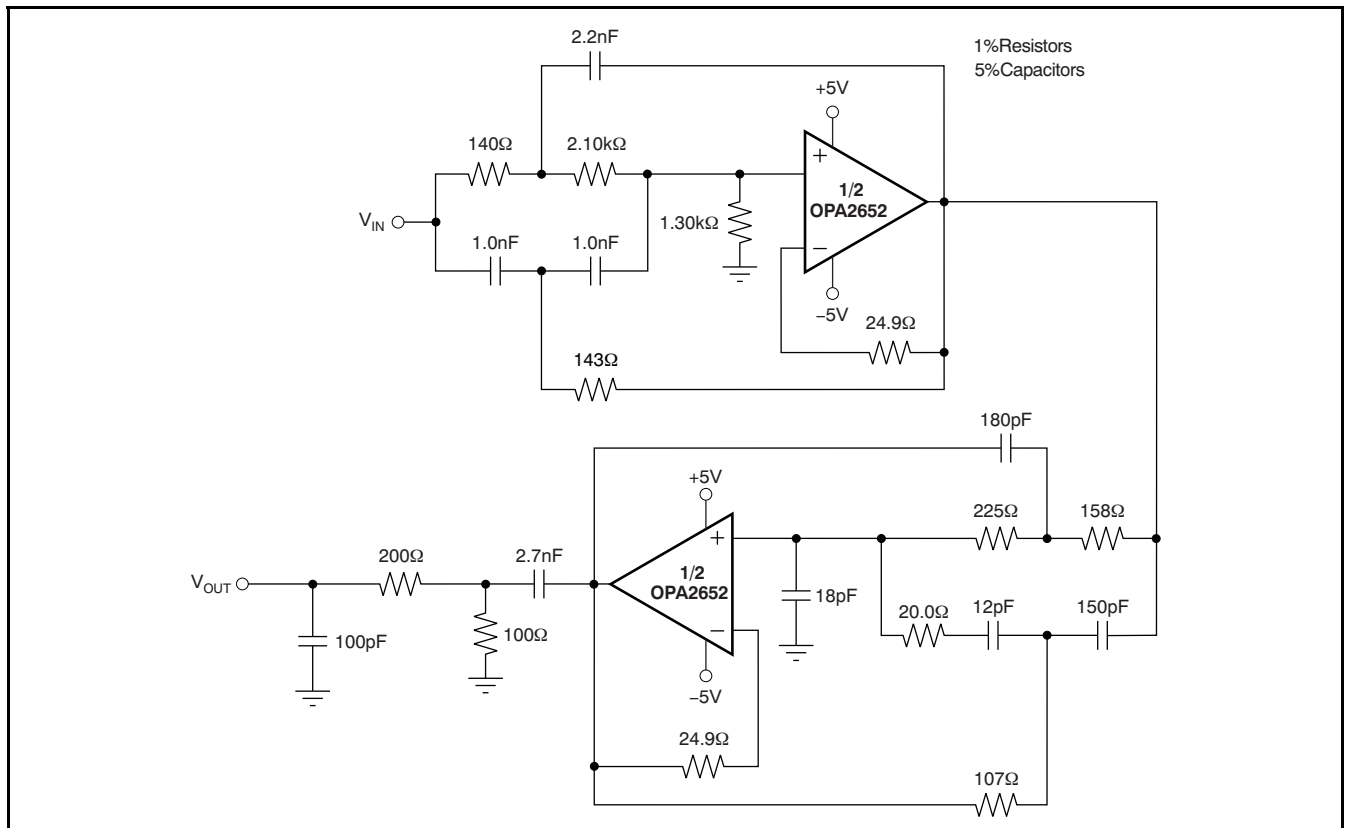 2.2nF
1%Resistors
5%Capacitors
+5V
140Ω
2.10kΩ
+
1/2
OPA2652
VIN
1.30kΩ
1.0nF
1.0nF
−
−5V
24.9Ω
143Ω
180pF
+5V
225Ω
158Ω
+
200Ω
2.7nF
1/2
OPA2652
VOUT
18pF
20.0Ω
12pF
150pF
100pF
100Ω
−
−5V
24.9Ω
107Ω